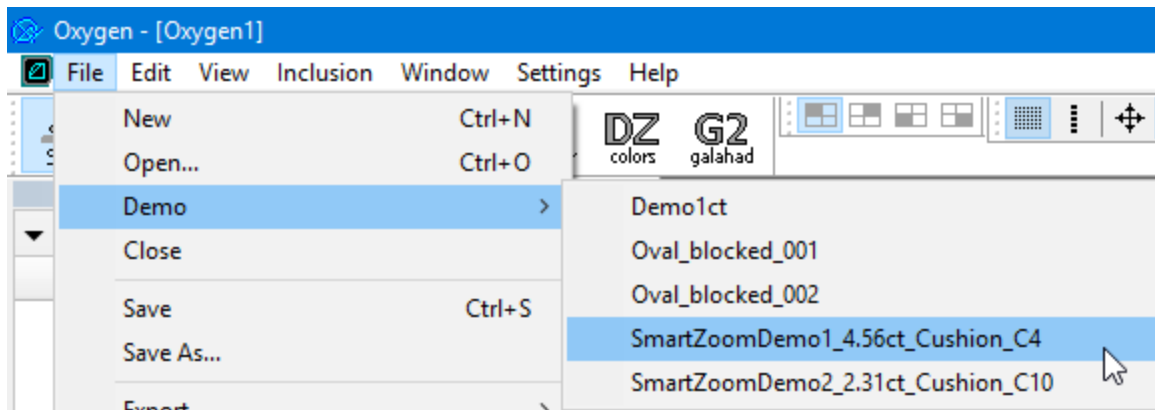 Oxygen - [Oxygen1]
File Edit View Inclusion Window Settings Help
New Ctrl+N
Open... Ctrl+O
Demo
Close
Save Ctrl+S
Save As...
Export
DZ
colors
G2
galahad
Demo1ct
Oval_blocked_001
Oval_blocked_002
SmartZoomDemo1_4.56ct_Cushion_C4
SmartZoomDemo2_2.31ct_Cushion_C10